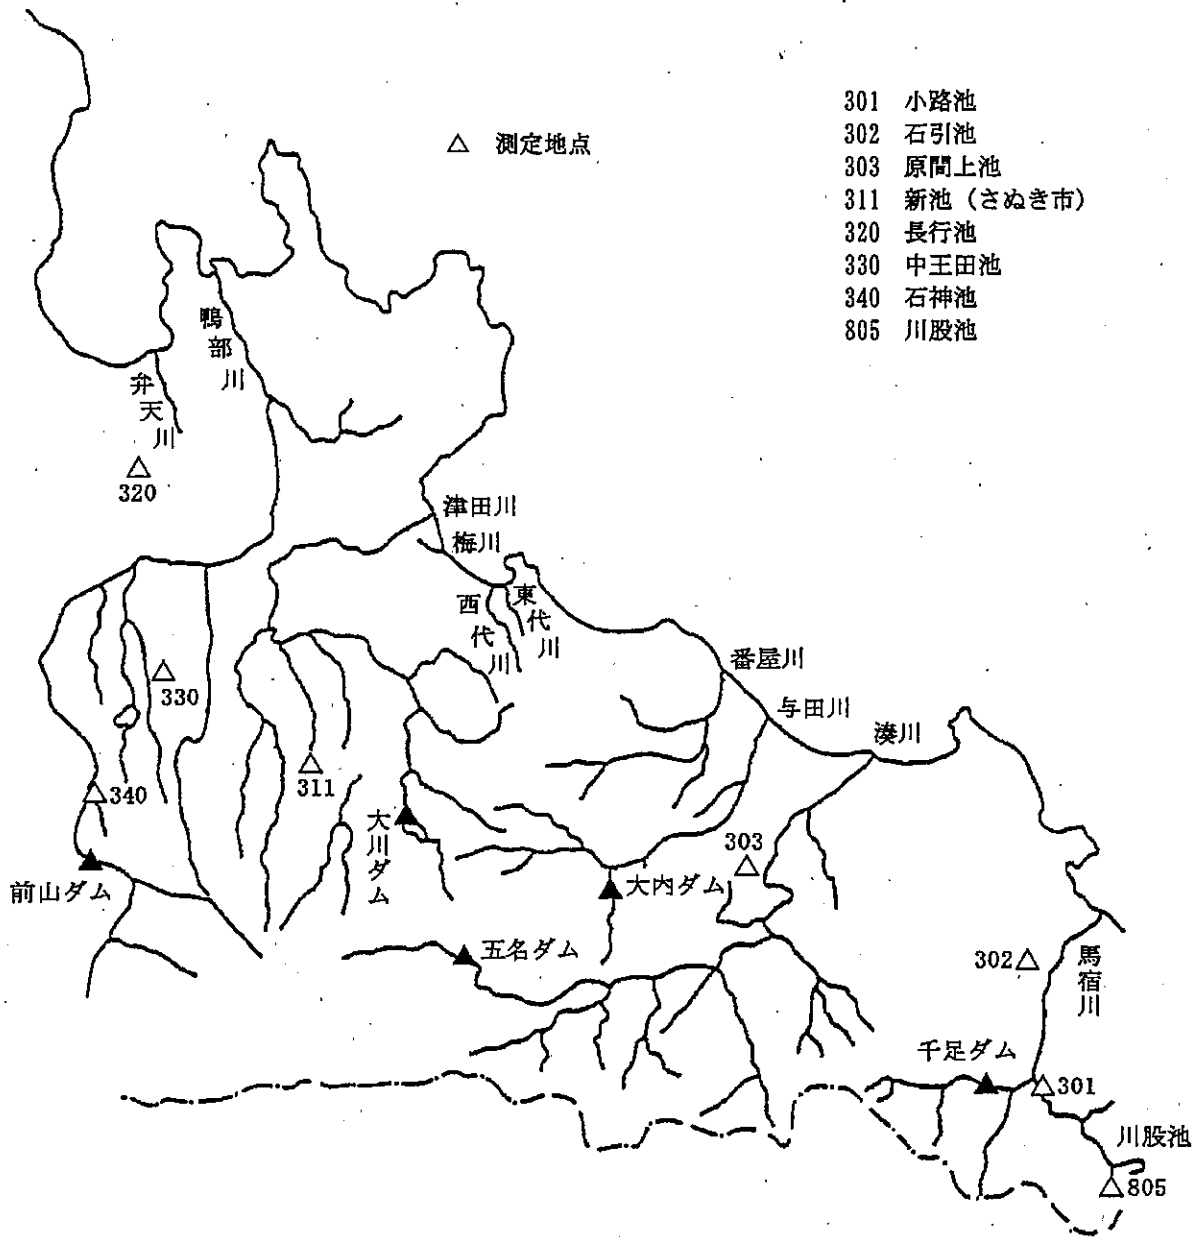 301 小路池
302 石引池
303 原間上池
311 新池（さぬき市）
320 長行池
330 中王田池
340 石神池
805 川股池
△ 測定地点
鴨部川
弁天川
320
津田川
梅川
西代川
東代川
番屋川
与田川
湊川
330
340
311
大川ダム
303
前山ダム
大内ダム
五名ダム
302
馬宿川
千足ダム
301
川股池
805